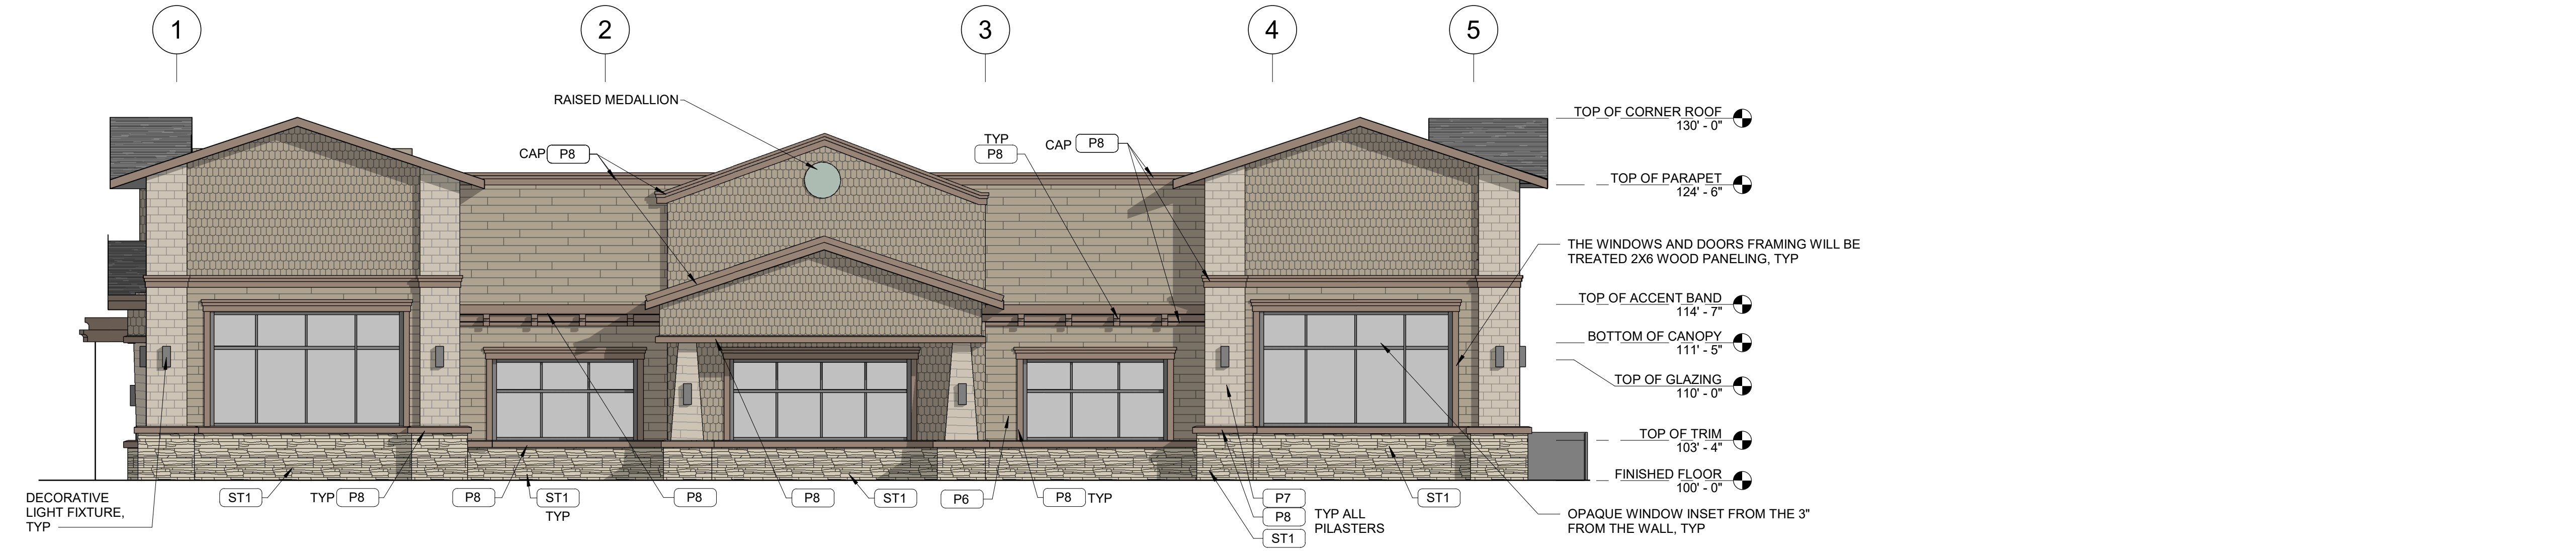 1
2
3
4
5
RAISED MEDALLION
CAP P8
TYP
P8
CAP P8
TOP OF CORNER ROOF
130' - 0"
TOP OF PARAPET
124' - 6"
THE WINDOWS AND DOORS FRAMING WILL BE
TREATED 2X6 WOOD PANELING, TYP
TOP OF ACCENT BAND
114' - 7"
BOTTOM OF CANOPY
111' - 5"
TOP OF GLAZING
110' - 0"
TOP OF TRIM
103' - 4"
FINISHED FLOOR
100' - 0"
DECORATIVE
LIGHT FIXTURE,
TYP
ST1
TYP P8
P8
ST1
TYP
P8
P8
ST1
P6
P8 TYP
P7
P8
ST1
TYP ALL
PILASTERS
ST1
OPAQUE WINDOW INSET FROM THE 3"
FROM THE WALL, TYP